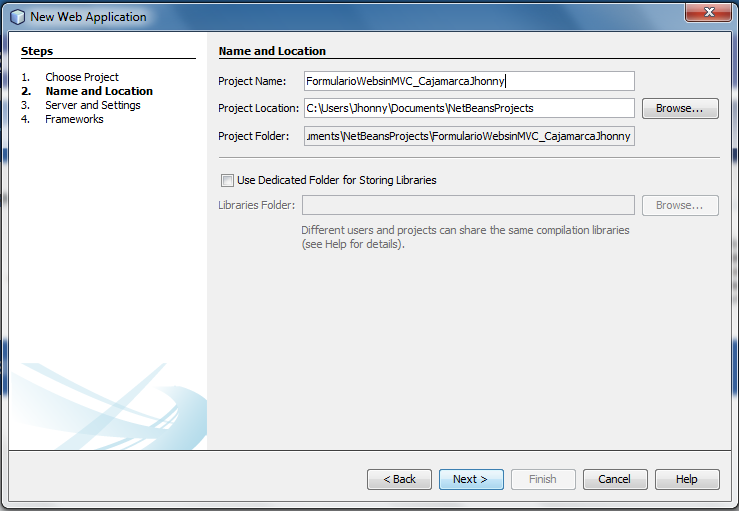 New Web Application
Steps
1. Choose Project
2. Name and Location
3. Server and Settings
4. Frameworks
Name and Location
Project Name: FormularioWebsinMVC_CajamarcaJhonny
Project Location: C:\Users\Jhonny\Documents\NetBeansProjects Browse...
Project Folder: uments\NetBeansProjects\FormularioWebsinMVC_CajamarcaJhonny
Use Dedicated Folder for Storing Libraries
Libraries Folder: Browse...
Different users and projects can share the same compilation libraries
(see Help for details).
< Back Next > Finish Cancel Help